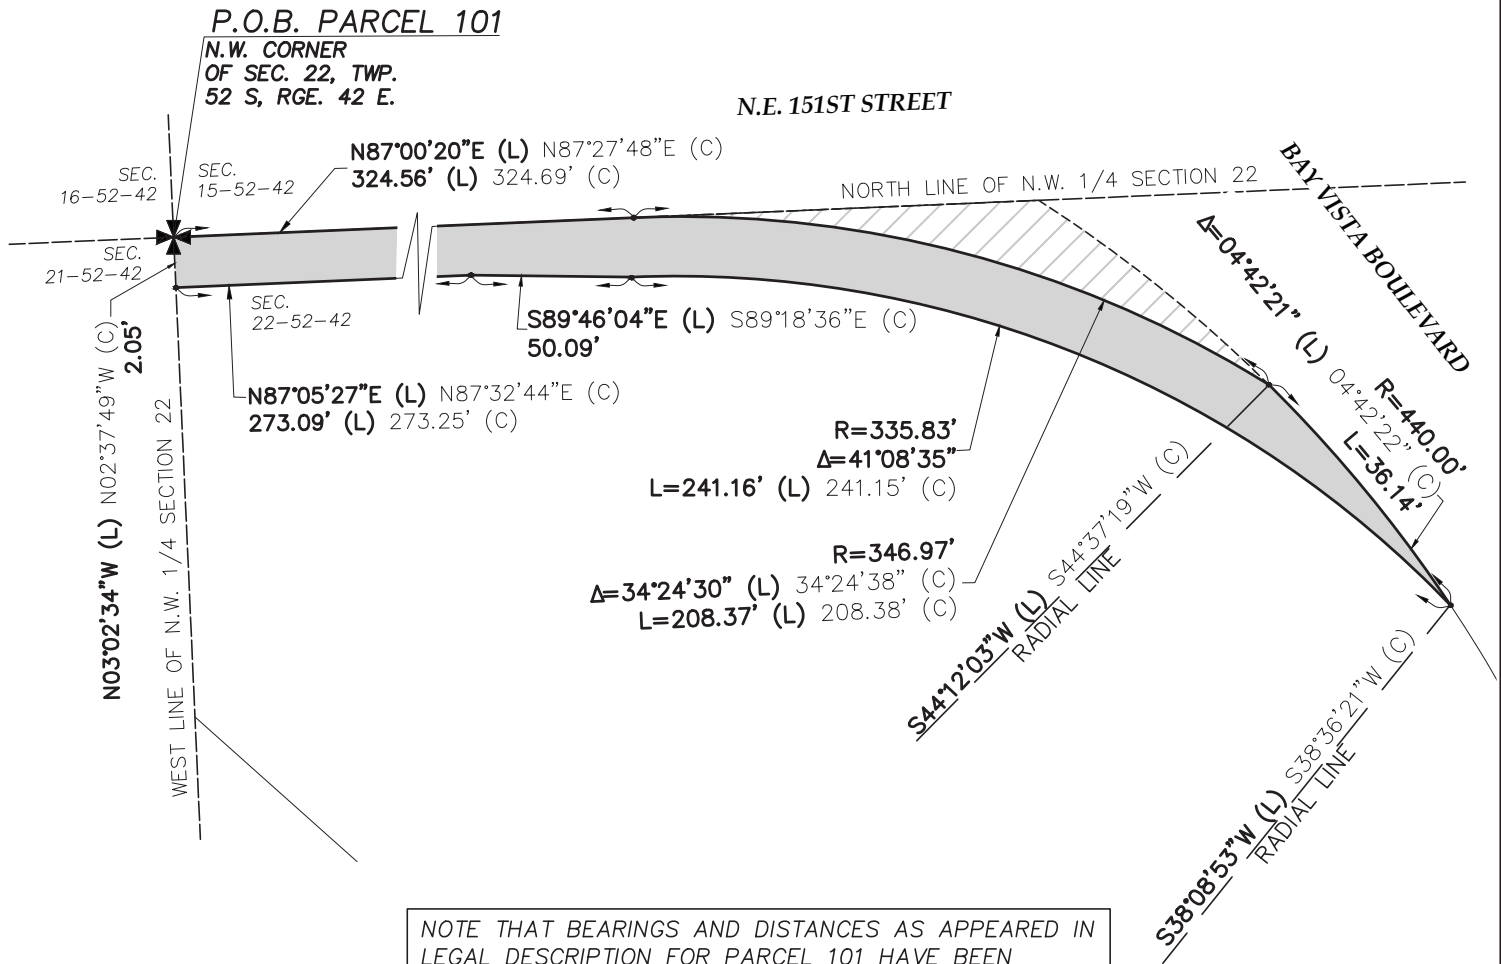 P.O.B. PARCEL 101
N.W. CORNER
OF SEC. 22, TWP.
52 S, RGE. 42 E.
N.E. 151ST STREET
BAY VISTA BOULEVARD
N87°00'20"E (L) N87°27'48"E (C)
324.56' (L) 324.69' (C)
SEC.
16-52-42
SEC.
15-52-42
NORTH LINE OF N.W. 1/4 SECTION 22
SEC.
21-52-42
SEC.
22-52-42
Δ=04°42'21" (L) 04°42'22" (C)
R=440.00'
L=36.14'
S89°46'04"E (L) S89°18'36"E (C)
50.09'
N03°02'34"W (L) N02°37'49"W (C)
2.05'
N87°05'27"E (L) N87°32'44"E (C)
273.09' (L) 273.25' (C)
WEST LINE OF N.W. 1/4 SECTION 22
R=335.83'
Δ=41°08'35"
L=241.16' (L) 241.15' (C)
R=346.97'
Δ=34°24'30" (L) 34°24'38" (C)
L=208.37' (L) 208.38' (C)
S44°12'03"W (L) S44°37'19"W (C)
RADIAL LINE
S38°08'53"W (L) S38°36'21"W (C)
RADIAL LINE
NOTE THAT BEARINGS AND DISTANCES AS APPEARED IN
LEGAL DESCRIPTION FOR PARCEL 101 HAVE BEEN